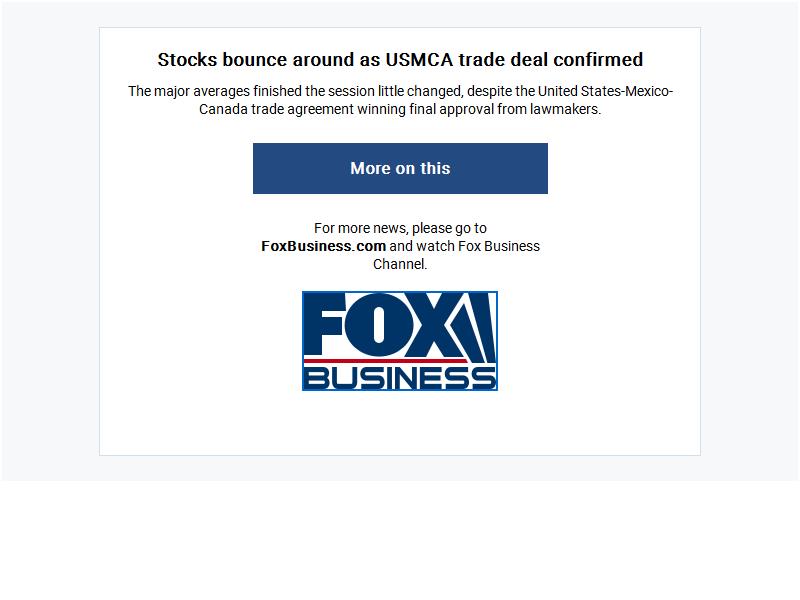 Stocks bounce around as USMCA trade deal confirmed
The major averages finished the session little changed, despite the United States-Mexico-
Canada trade agreement winning final approval from lawmakers.
More on this
For more news, please go to
FoxBusiness.com and watch Fox Business
Channel.
FOX
BUSINESS